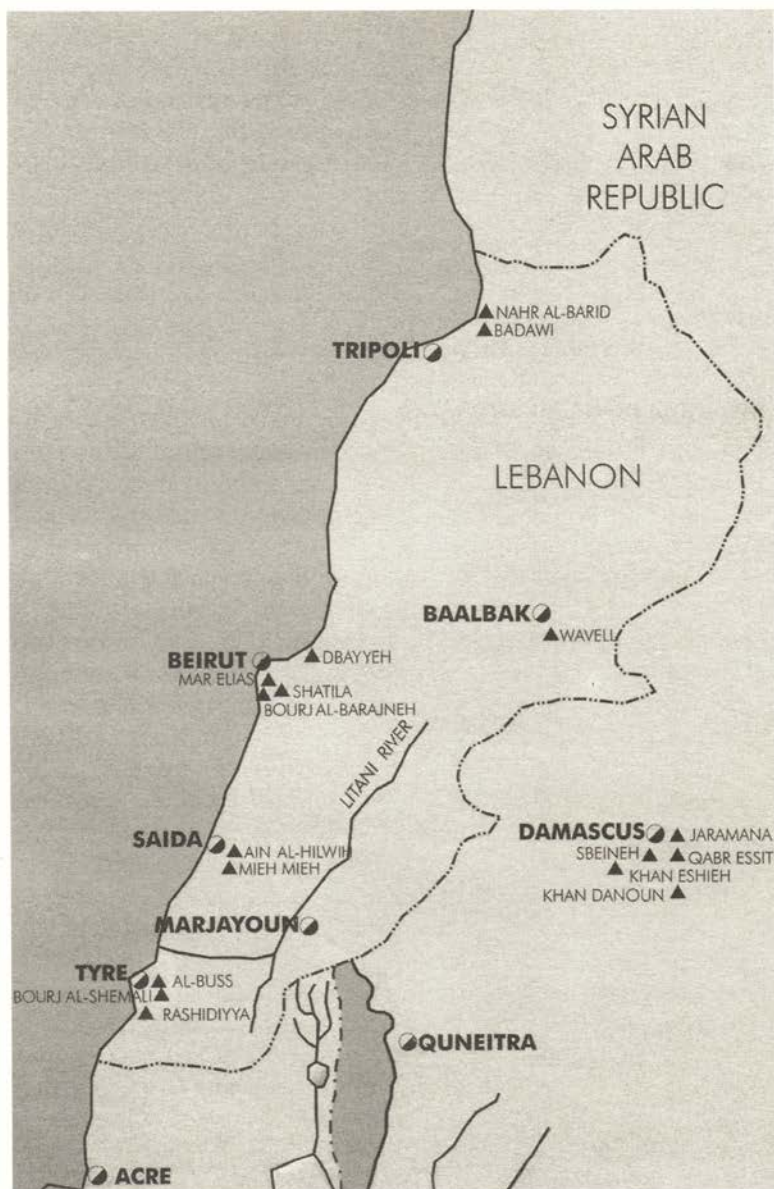 SYRIAN
ARAB
REPUBLIC
NAHR AL-BARID
BADAWI
TRIPOLI
LEBANON
BAALBAK
WAVELL
BEIRUT
DBAYYEH
MAR ELIAS
SHATILA
BOURJ AL-BARAJNEH
LITANI RIVER
SAIDA
AIN AL-HILWIH
MIEH MIEH
DAMASCUS
JARAMANA
SBEINEH
QABR ESSIT
KHAN ESHIEH
KHAN DANOUN
MARJAYOUN
TYRE
AL-BUSS
BOURJ AL-SHEMALI
RASHIDIYYA
QUNEITRA
ACRE